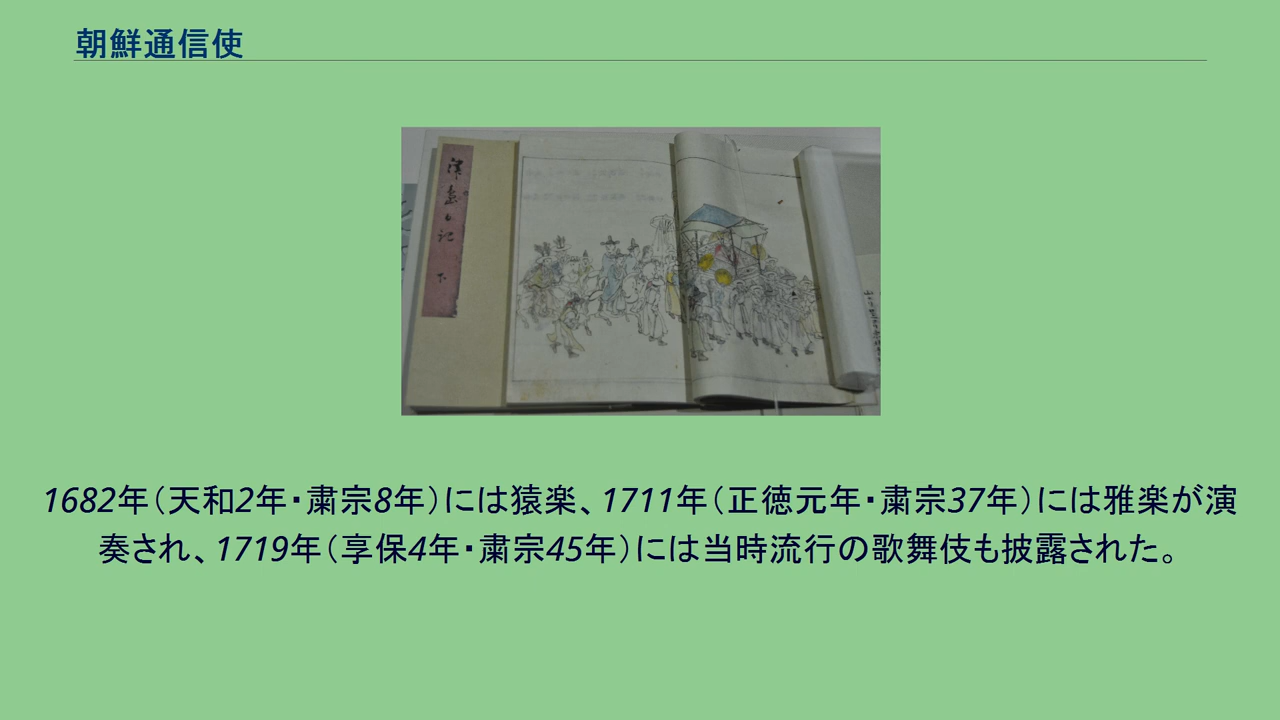 朝鮮通信使
日記
下
1682年（天和2年・粛宗8年）には猿楽、1711年（正徳元年・粛宗37年）には雅楽が演
奏され、1719年（享保4年・粛宗45年）には当時流行の歌舞伎も披露された。